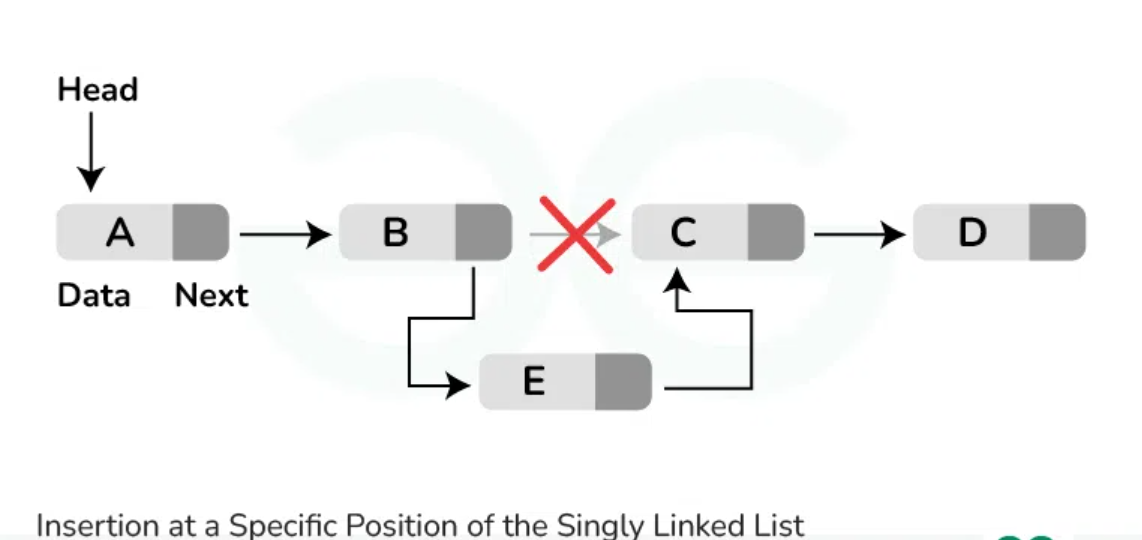 Head
A B C D
Data Next
E
Insertion at a Specific Position of the Singly Linked List